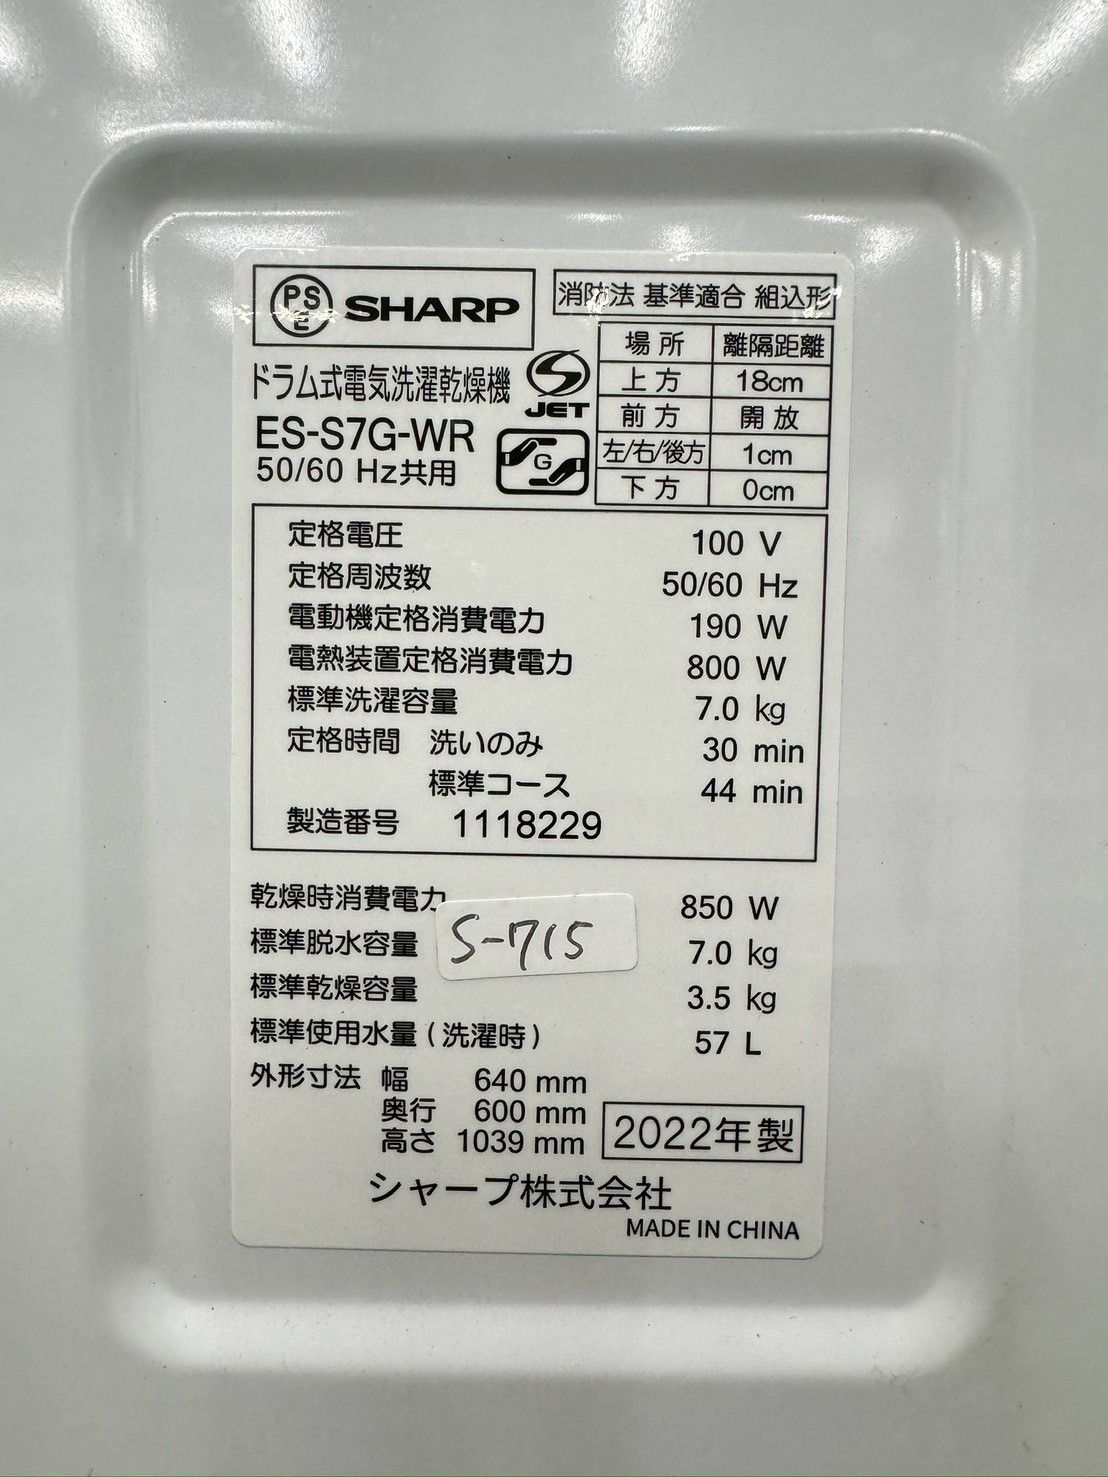 PS E SHARP
消防法 基準適合 組込形
場所 離隔距離
上方 18cm
前方 開放
左/右/後方 1cm
下方 0cm
ドラム式電気洗濯乾燥機
JET
ES-S7G-WR
G
50/60 Hz共用
定格電圧 100 V
定格周波数 50/60 Hz
電動機定格消費電力 190 W
電熱装置定格消費電力 800 W
標準洗濯容量 7.0 kg
定格時間 洗いのみ 30 min
標準コース 44 min
製造番号 1118229
乾燥時消費電力 850 W
S-715
標準脱水容量 7.0 kg
標準乾燥容量 3.5 kg
標準使用水量(洗濯時) 57 L
外形寸法 幅 640 mm
奥行 600 mm
高さ 1039 mm
2022年製
シャープ株式会社
MADE IN CHINA